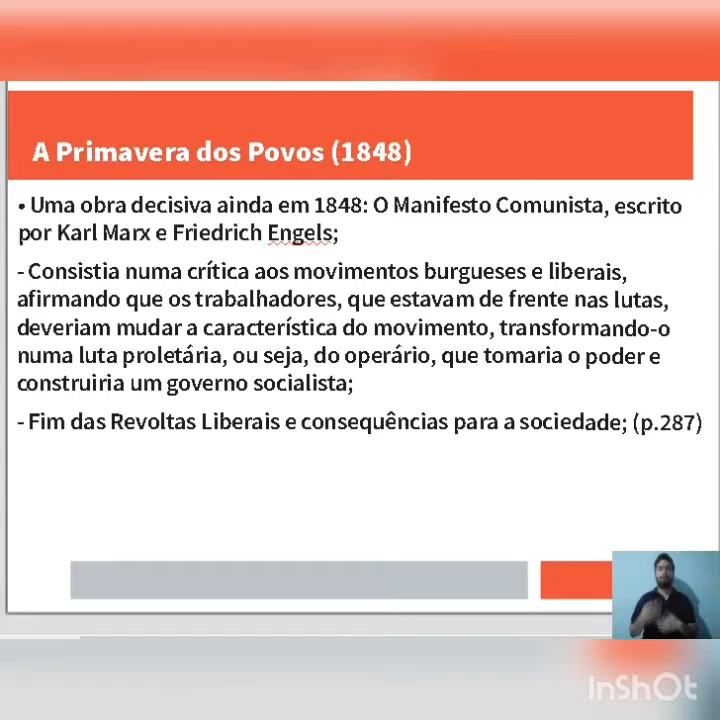 A Primavera dos Povos (1848)
• Uma obra decisiva ainda em 1848: O Manifesto Comunista, escrito
por Karl Marx e Friedrich Engels;
- Consistia numa crítica aos movimentos burgueses e liberais,
afirmando que os trabalhadores, que estavam de frente nas lutas,
deveriam mudar a característica do movimento, transformando-o
numa luta proletária, ou seja, do operário, que tomaria o poder e
construiria um governo socialista;
- Fim das Revoltas Liberais e consequências para a sociedade; (p.287)
InShOt